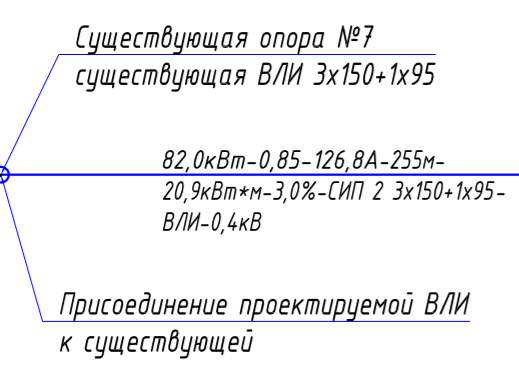 Существующая опора №7
существующая ВЛИ 3х150+1х95
82,0кВт-0,85-126,8А-255м-
20,9кВт*м-3,0%-СИП 2 3х150+1х95-
ВЛИ-0,4кВ
Присоединение проектируемой ВЛИ
к существующей